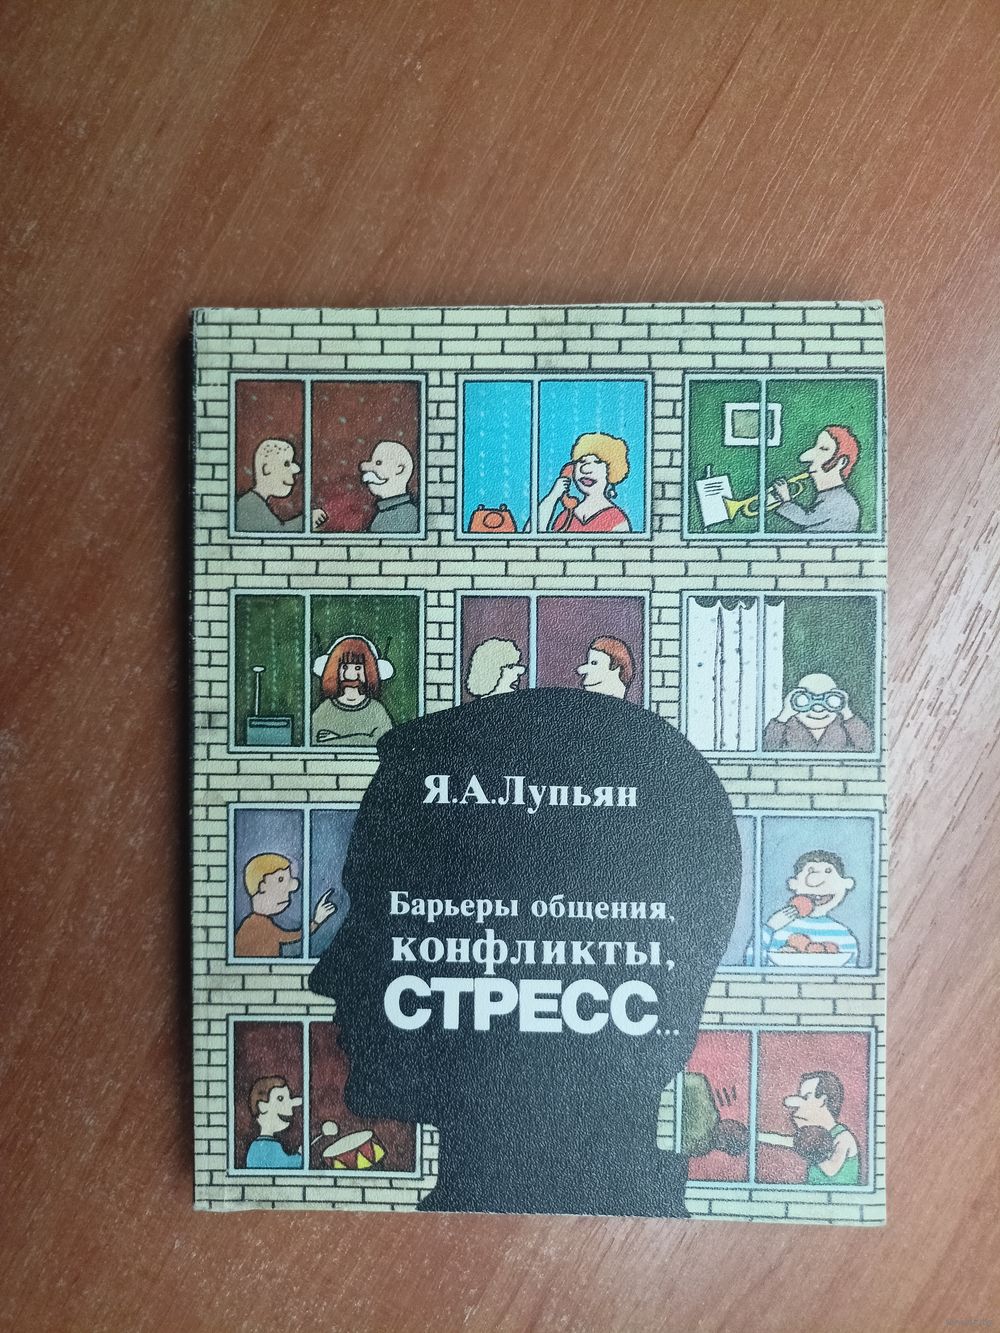 Я.А.Лупьян
Барьеры общения,
конфликты,
СТРЕСС...